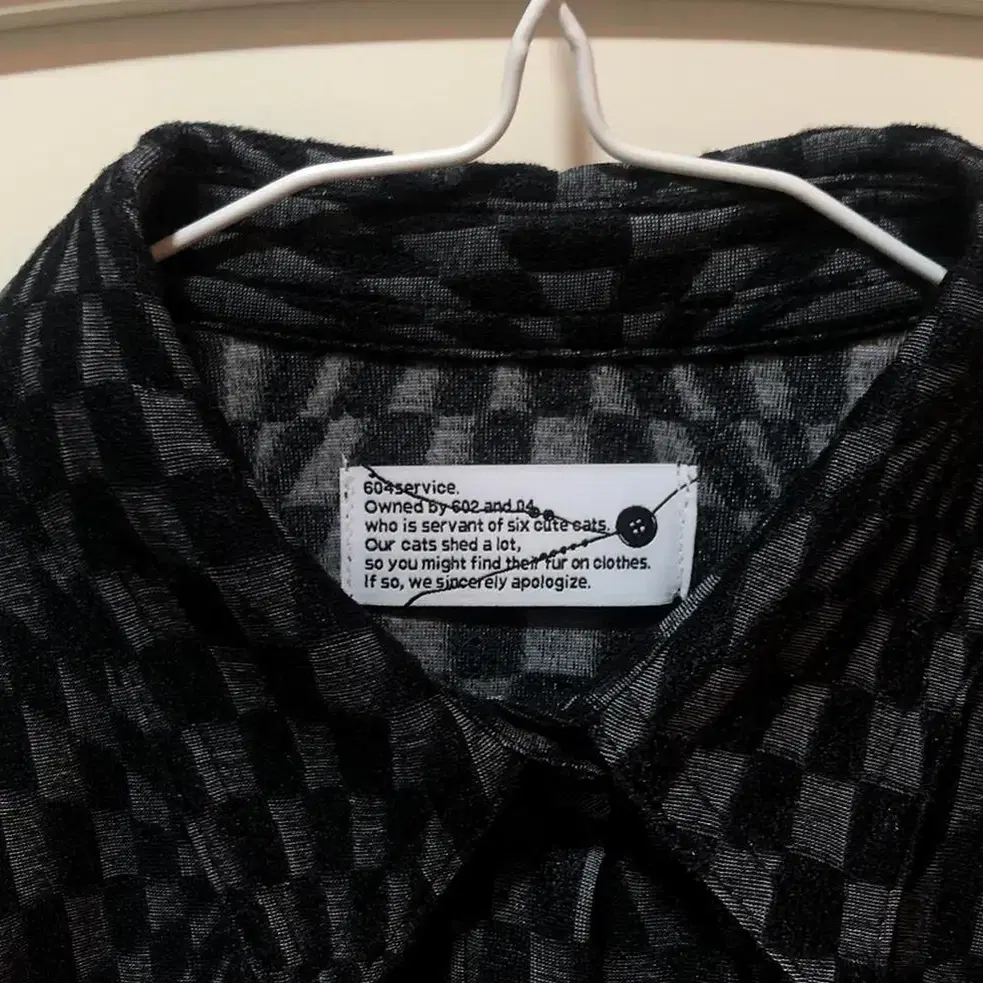 604service.
Owned by 602 and 04,
who is servant of six cute cats.
Our cats shed a lot,
so you might find their fur on clothes.
If so, we sincerely apologize.